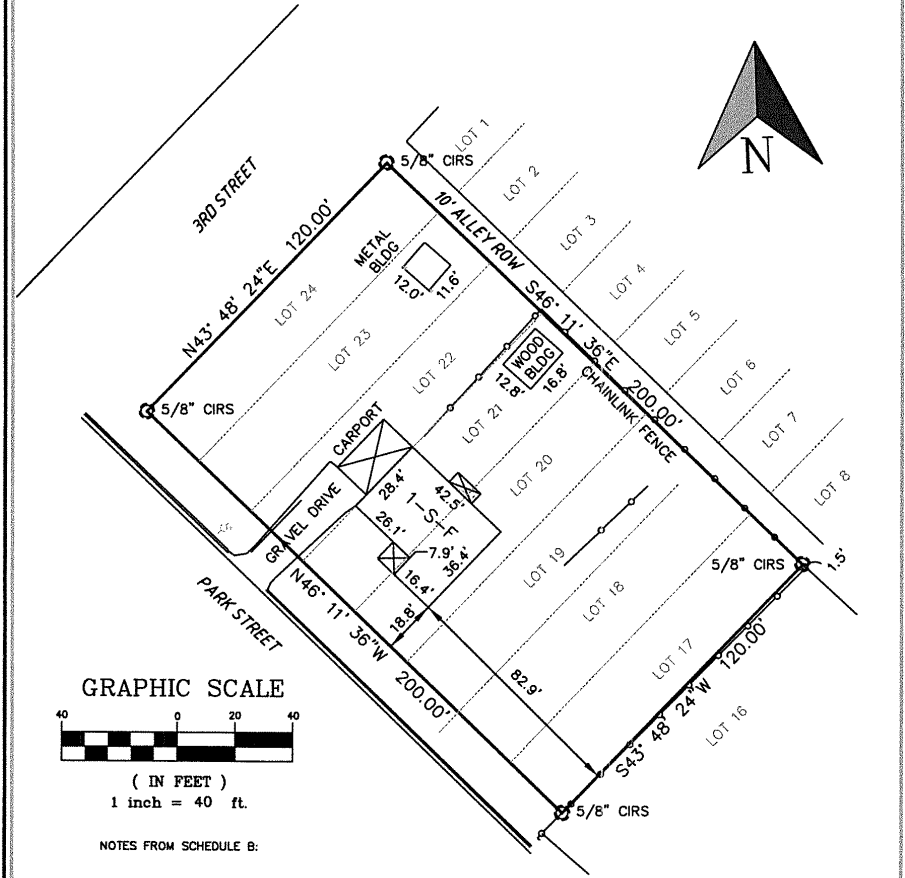 LOT 1
5/8" CIRS
LOT 2
N
3RD STREET
10' ALLEY ROW
LOT 3
METAL
BLDG
12.0'
11.6'
N43° 48' 24"E 120.00'
LOT 24
LOT 4
S46° 11' 36"E 200.00'
LOT 5
LOT 23
WOOD
BLDG
12.8'
16.8'
LOT 22
LOT 6
CHAINLINK FENCE
5/8" CIRS
LOT 21
LOT 7
CARPORT
LOT 20
LOT 8
28.4'
42.5'
1-S-F
26.1'
GRAVEL DRIVE
7.9'
36.4'
16.4'
LOT 19
5/8" CIRS
1.5'
PARK STREET
N46° 11' 36"W 200.00'
18.8'
LOT 18
LOT 17
82.9'
S43° 48' 24"W 120.00'
LOT 16
GRAPHIC SCALE
40 0 20 40
( IN FEET )
1 inch = 40 ft.
5/8" CIRS
NOTES FROM SCHEDULE B: